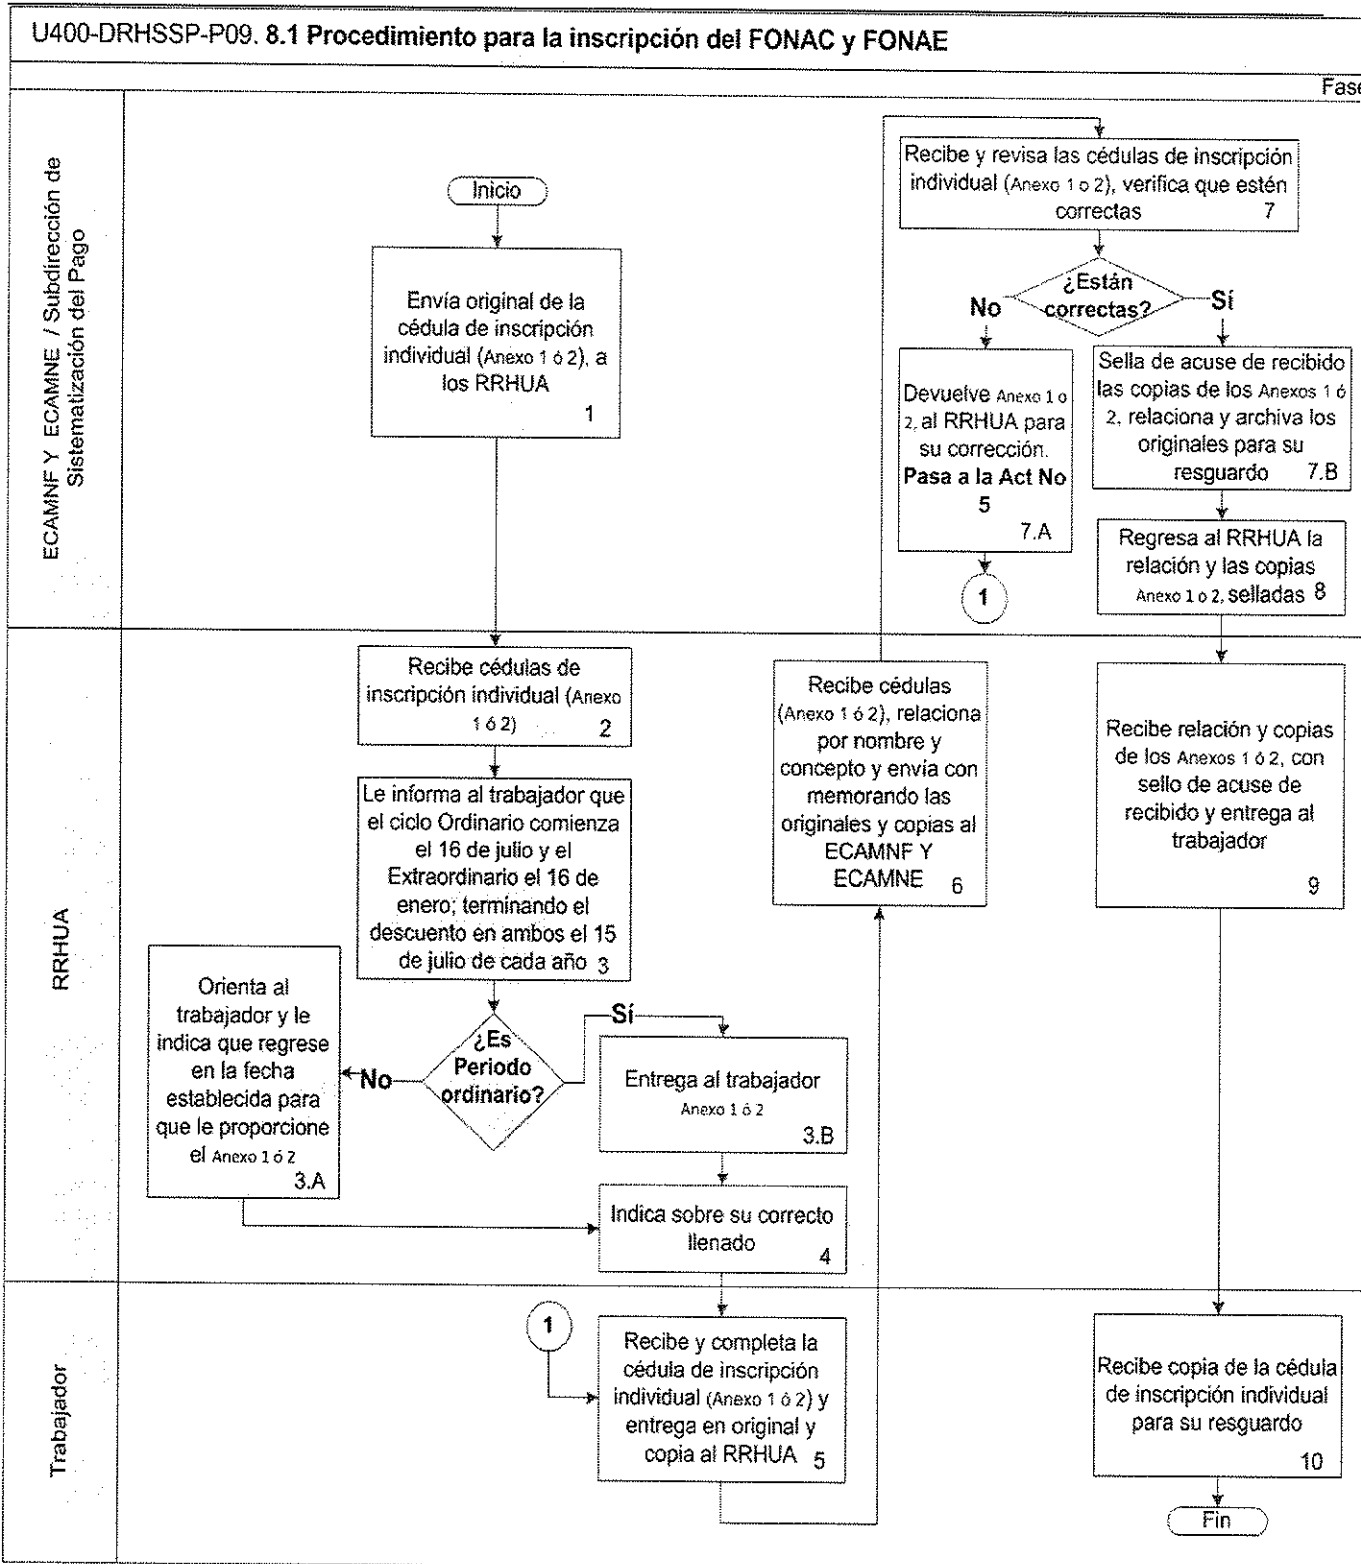 U400-DRHSSP-P09. 8.1 Procedimiento para la inscripción del FONAC y FONAE
Fase
ECAMNF Y ECAMNE / Subdirección de
Sistematización del Pago
Inicio
Envía original de la
cédula de inscripción
individual (Anexo 1 ó 2), a
los RRHUA
1
Recibe y revisa las cédulas de inscripción
individual (Anexo 1 o 2), verifica que estén
correctas 7
¿Están
correctas?
No
Sí
Devuelve Anexo 1 o
2, al RRHUA para
su corrección.
Pasa a la Act No
5
7.A
1
Sella de acuse de recibido
las copias de los Anexos 1 ó
2, relaciona y archiva los
originales para su
resguardo 7.B
Regresa al RRHUA la
relación y las copias
Anexo 1 o 2, selladas 8
RRHUA
Recibe cédulas de
inscripción individual (Anexo
1 ó 2) 2
Le informa al trabajador que
el ciclo Ordinario comienza
el 16 de julio y el
Extraordinario el 16 de
enero; terminando el
descuento en ambos el 15
de julio de cada año 3
¿Es
Periodo
ordinario?
No
Sí
Orienta al
trabajador y le
indica que regrese
en la fecha
establecida para
que le proporcione
el Anexo 1 ó 2
3.A
Entrega al trabajador
Anexo 1 ó 2
3.B
Indica sobre su correcto
llenado
4
Recibe cédulas
(Anexo 1 ó 2), relaciona
por nombre y
concepto y envía con
memorando las
originales y copias al
ECAMNF Y
ECAMNE 6
Recibe relación y copias
de los Anexos 1 ó 2, con
sello de acuse de
recibido y entrega al
trabajador
9
Trabajador
1
Recibe y completa la
cédula de inscripción
individual (Anexo 1 ó 2) y
entrega en original y
copia al RRHUA 5
Recibe copia de la cédula
de inscripción individual
para su resguardo
10
Fin